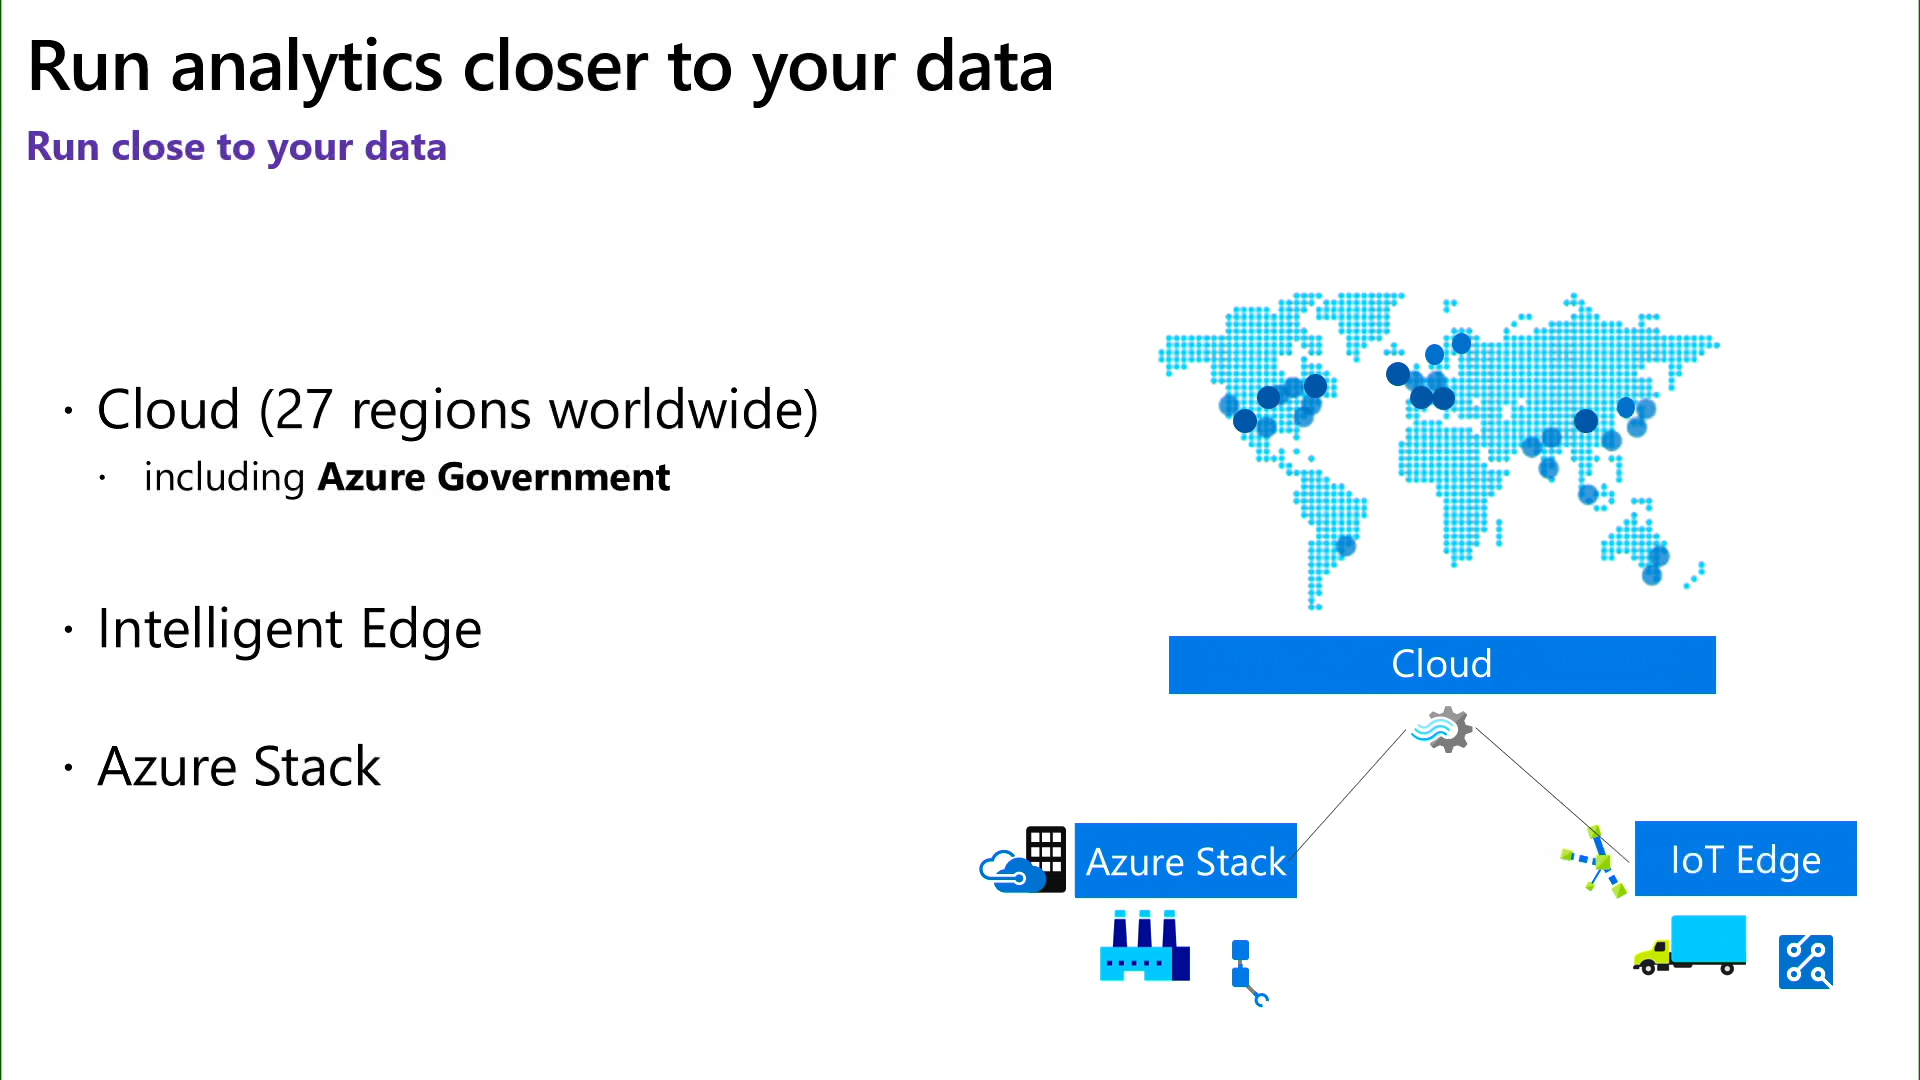 Run analytics closer to your data
Run close to your data
· Cloud (27 regions worldwide)
· including Azure Government
· Intelligent Edge
· Azure Stack
Cloud
Azure Stack
IoT Edge